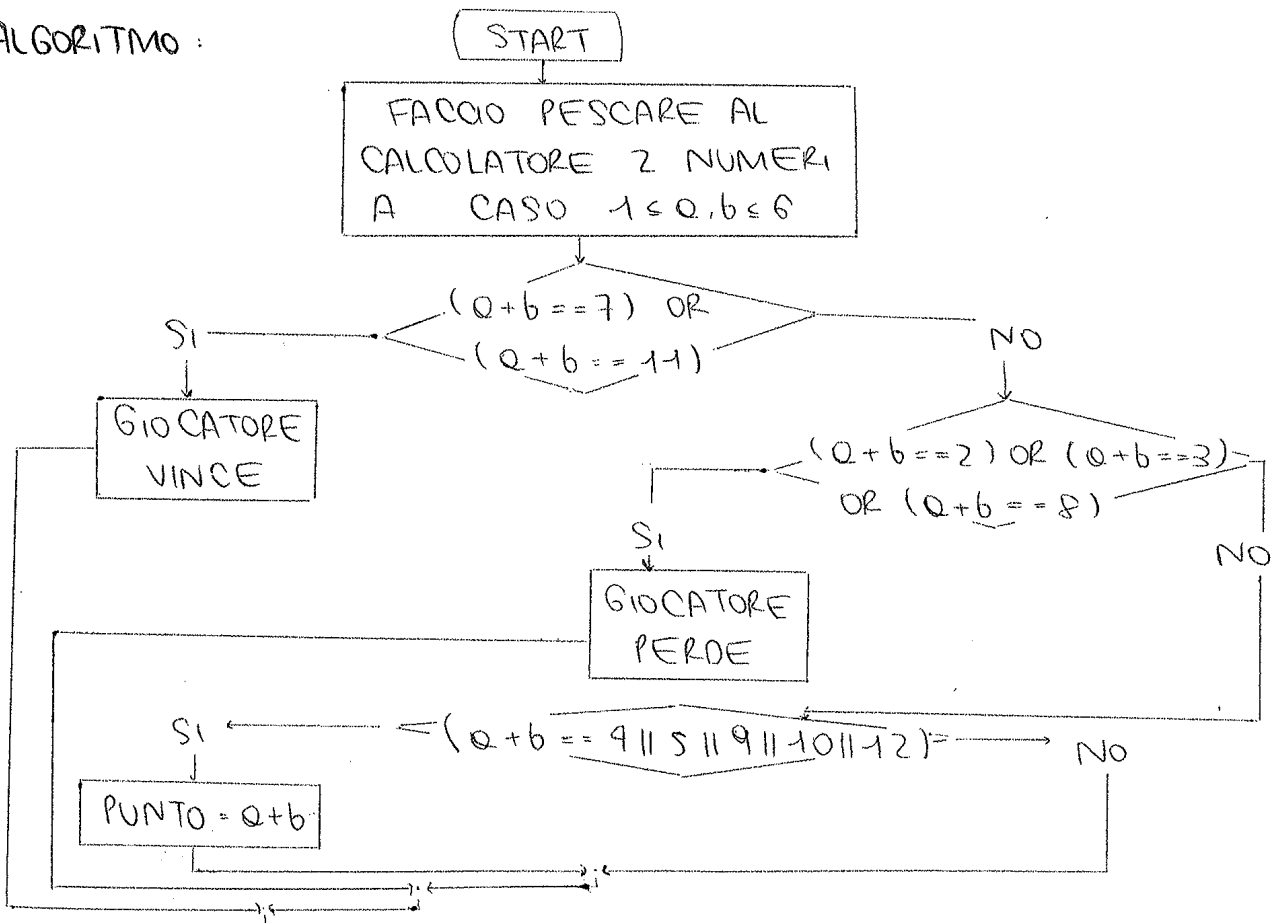 ALGORITMO :
START
FACCIO PESCARE AL
CALCOLATORE 2 NUMERI
A CASO 1 ≤ a, b ≤ 6
(a+b==7) OR
(a+b==11)
SI
NO
GIOCATORE
VINCE
(a+b==2) OR (a+b==3)
OR (a+b==8)
SI
NO
GIOCATORE
PERDE
SI
(a+b == 4 || 5 || 9 || 10 || 12)
NO
PUNTO = a+b